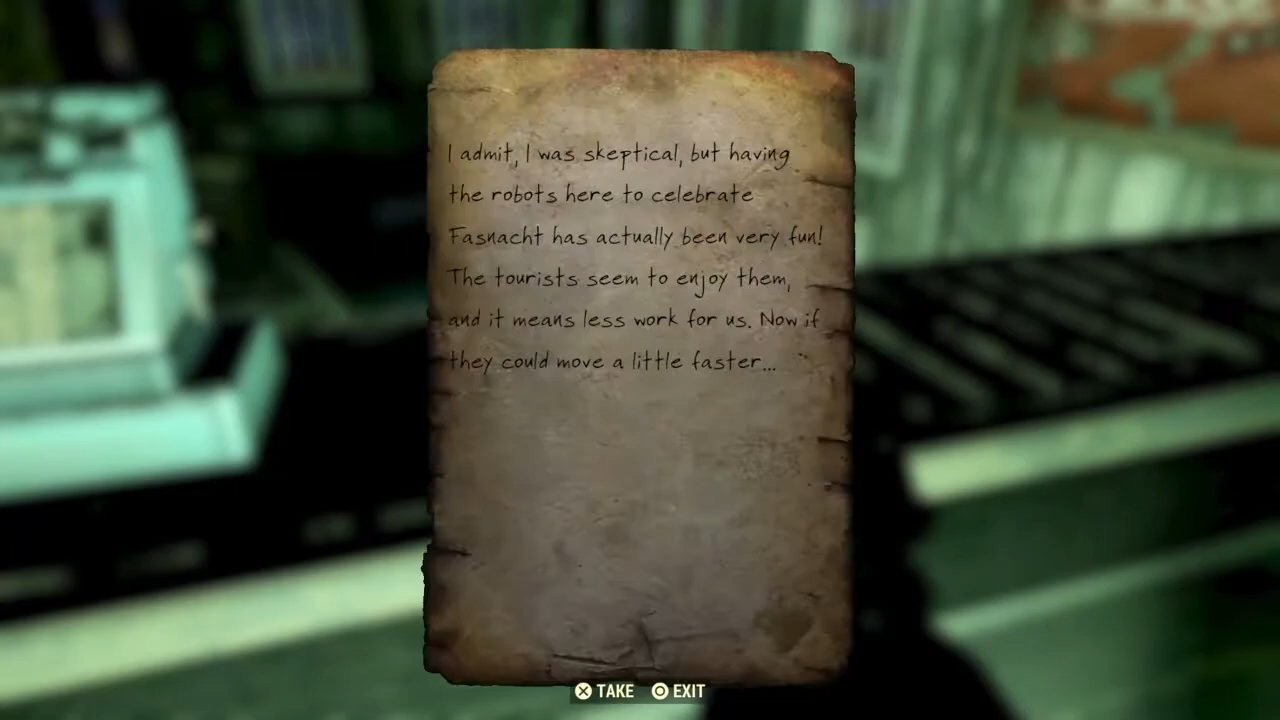 I admit, I was skeptical, but having
the robots here to celebrate
Fasnacht has actually been very fun!
The tourists seem to enjoy them,
and it means less work for us. Now if
they could move a little faster...
TAKE EXIT